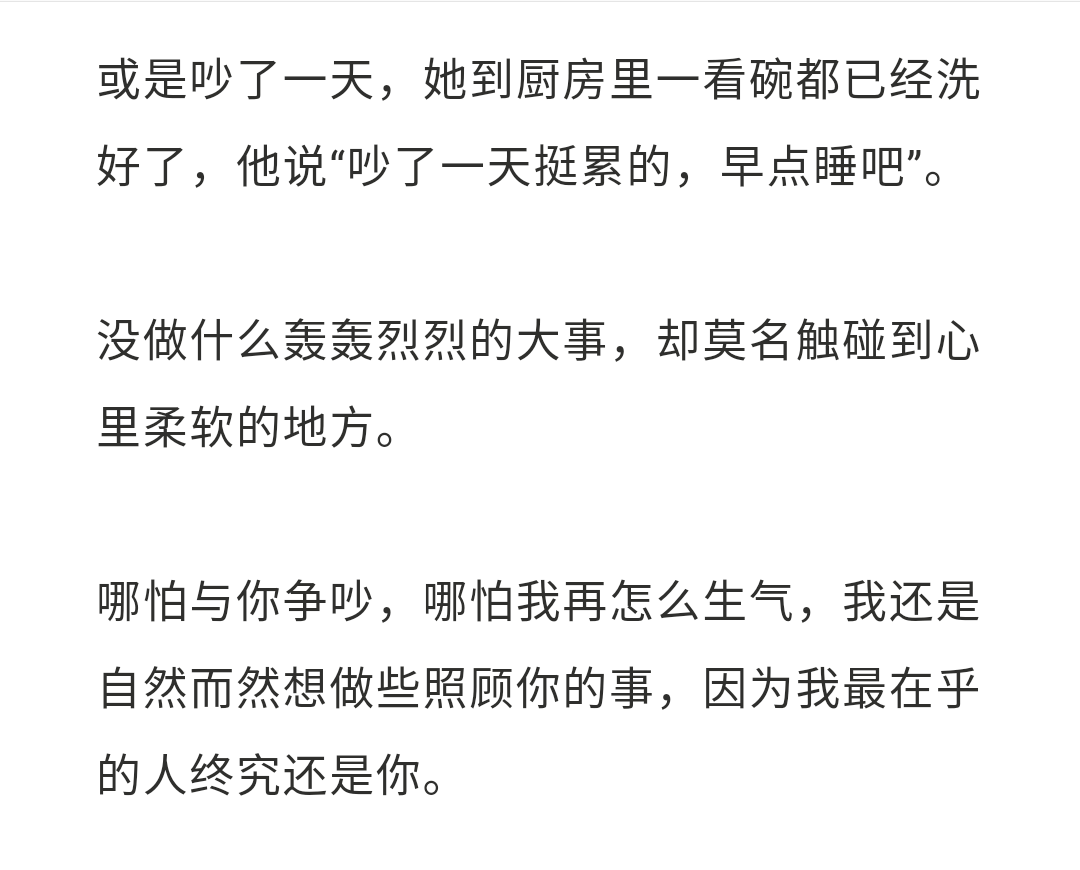 或是吵了一天，她到厨房里一看碗都已经洗
好了，他说“吵了一天挺累的，早点睡吧”。
没做什么轰轰烈烈的大事，却莫名触碰到心
里柔软的地方。
哪怕与你争吵，哪怕我再怎么生气，我还是
自然而然想做些照顾你的事，因为我最在乎
的人终究还是你。